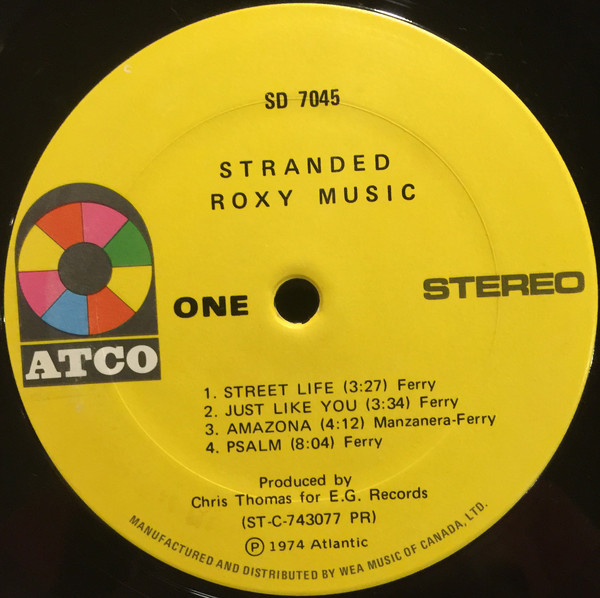 SD 7045
STRANDED
ROXY MUSIC
ATCO
ONE
STEREO
1. STREET LIFE (3:27) Ferry
2. JUST LIKE YOU (3:34) Ferry
3. AMAZONA (4:12) Manzanera-Ferry
4. PSALM (8:04) Ferry
Produced by
Chris Thomas for E.G. Records
(ST-C-743077 PR)
Ⓟ 1974 Atlantic
MANUFACTURED AND DISTRIBUTED BY WEA MUSIC OF CANADA, LTD.